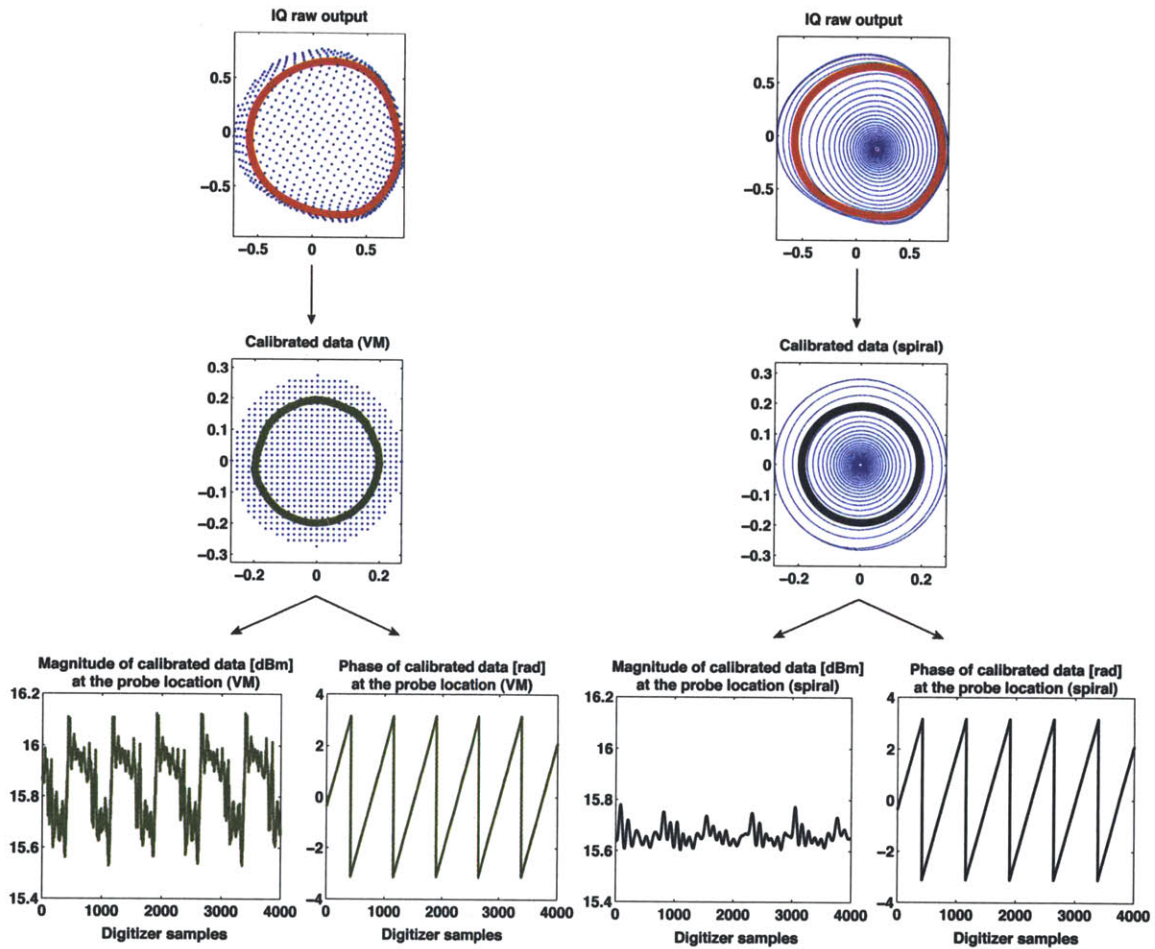 IQ raw output
0.5
0
−0.5
−0.5 0 0.5
Calibrated data (VM)
0.3
0.2
0.1
0
−0.1
−0.2
−0.3
−0.2 0 0.2
Magnitude of calibrated data [dBm]
at the probe location (VM)
16.2
16
15.8
15.6
15.4
0 1000 2000 3000 4000
Digitizer samples
Phase of calibrated data [rad]
at the probe location (VM)
4
2
0
−2
−4
0 1000 2000 3000 4000
Digitizer samples
IQ raw output
0.5
0
−0.5
−0.5 0 0.5
Calibrated data (spiral)
0.3
0.2
0.1
0
−0.1
−0.2
−0.3
−0.2 0 0.2
Magnitude of calibrated data [dBm]
at the probe location (spiral)
16.2
16
15.8
15.6
15.4
0 1000 2000 3000 4000
Digitizer samples
Phase of calibrated data [rad]
at the probe location (spiral)
4
2
0
−2
−4
0 1000 2000 3000 4000
Digitizer samples